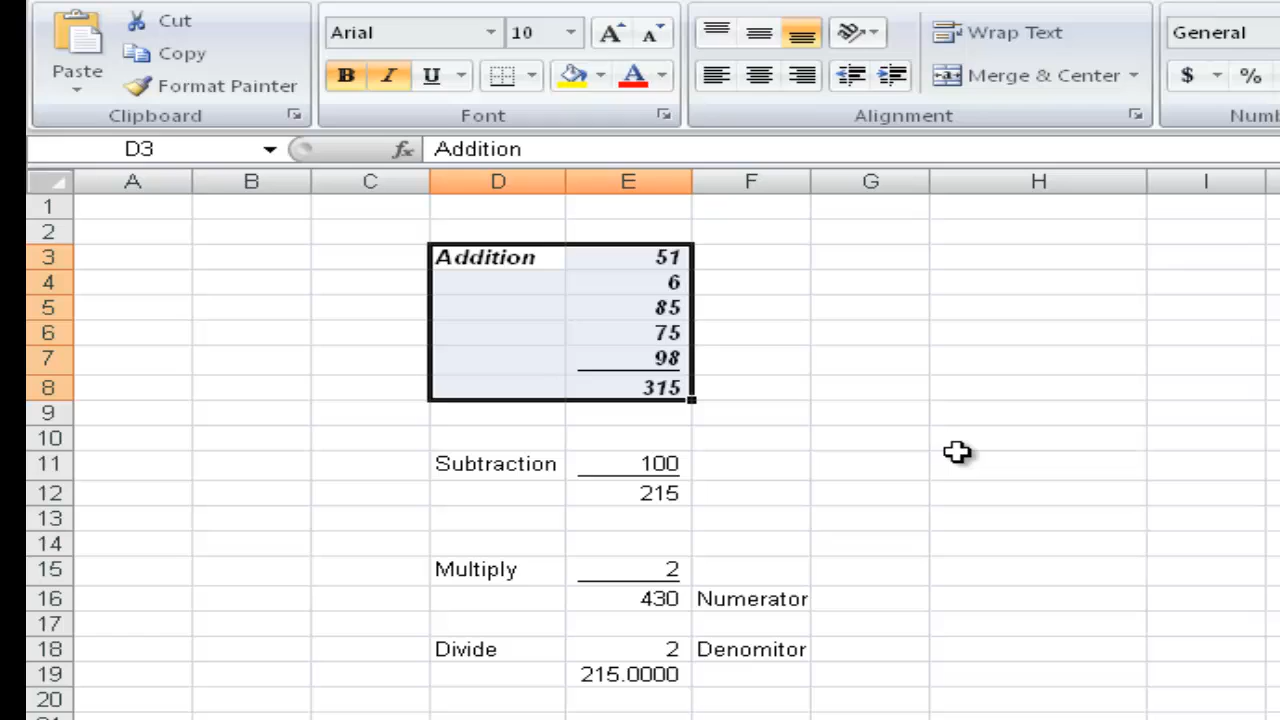 Cut
Copy
Paste
Format Painter
Clipboard
Arial 10 A A
B I U A
Font
Wrap Text
Merge & Center
Alignment
General
$ %
Num
D3 fx Addition
A B C D E F G H I
1
2
3 Addition 51
4 6
5 85
6 75
7 98
8 315
9
10
11 Subtraction 100
12 215
13
14
15 Multiply 2
16 430 Numerator
17
18 Divide 2 Denomitor
19 215.0000
20